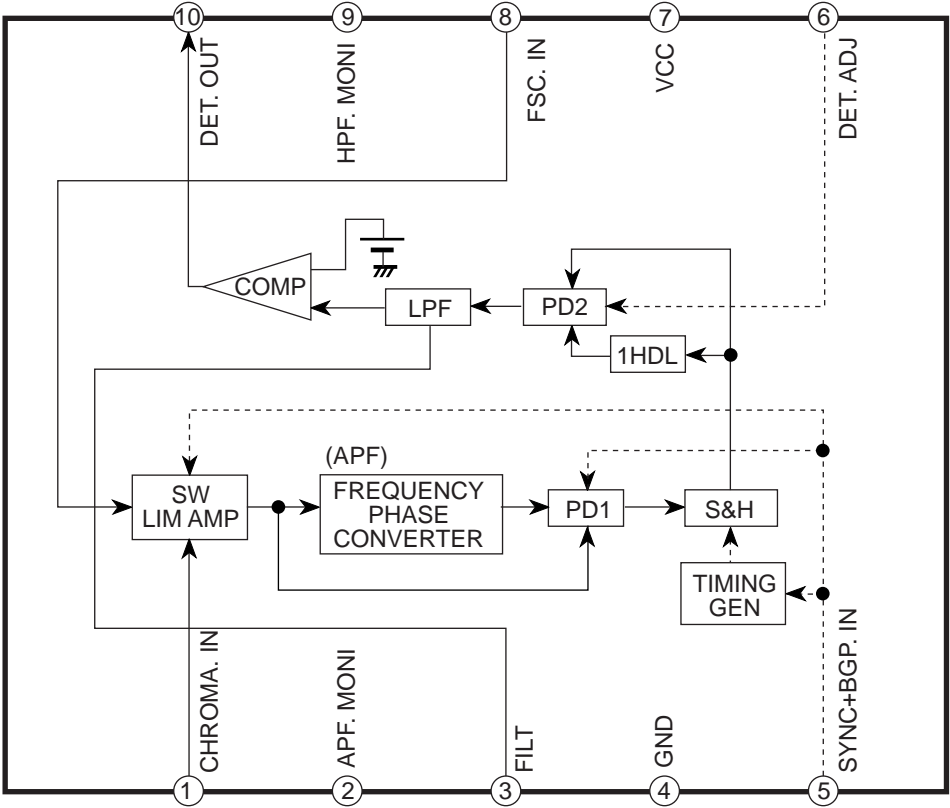 10
9
8
7
6
DET. OUT
HPF. MONI
FSC. IN
VCC
DET. ADJ
COMP
LPF
PD2
1HDL
(APF)
SW
LIM AMP
FREQUENCY
PHASE
CONVERTER
PD1
S&H
TIMING
GEN
CHROMA. IN
APF. MONI
FILT
GND
SYNC+BGP. IN
1
2
3
4
5